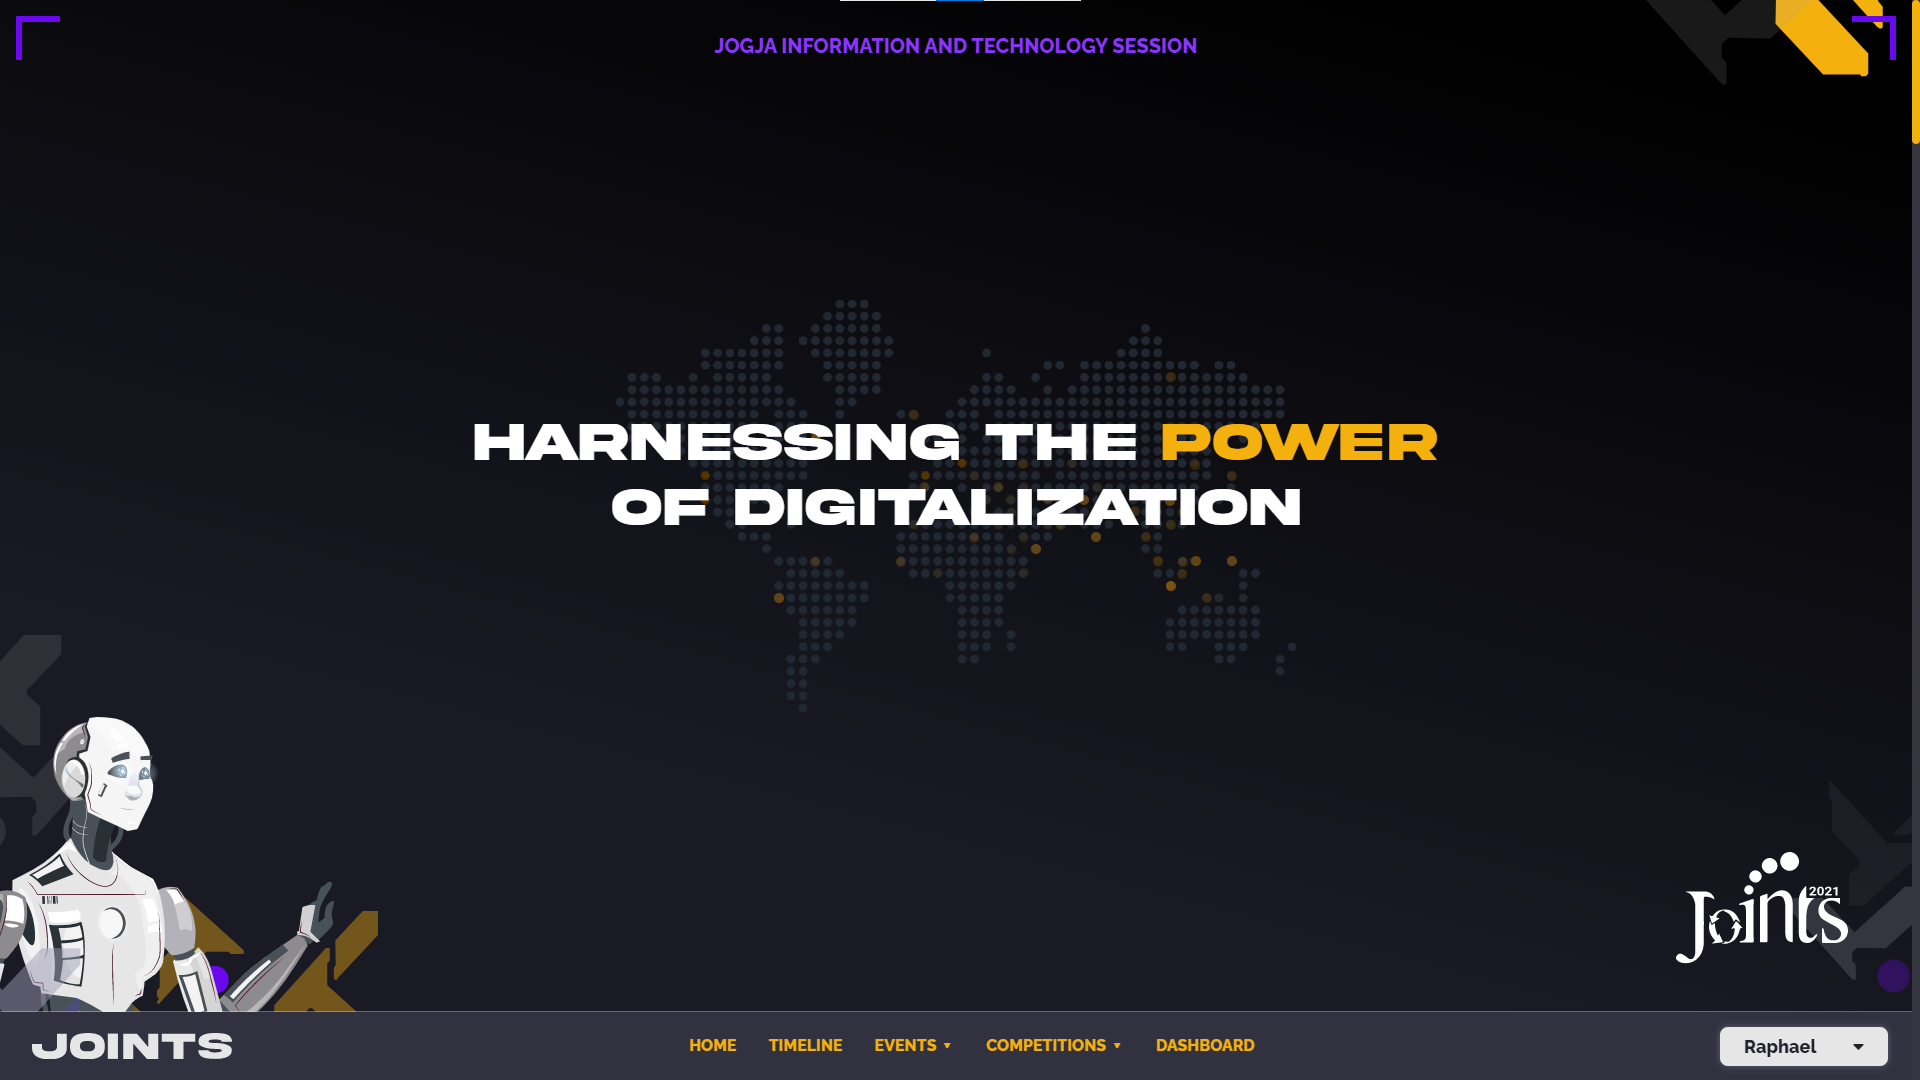 JOGJA INFORMATION AND TECHNOLOGY SESSION
HARNESSING THE POWER
OF DIGITALIZATION
2021
Joints
JOINTS
HOME
TIMELINE
EVENTS
COMPETITIONS
DASHBOARD
Raphael